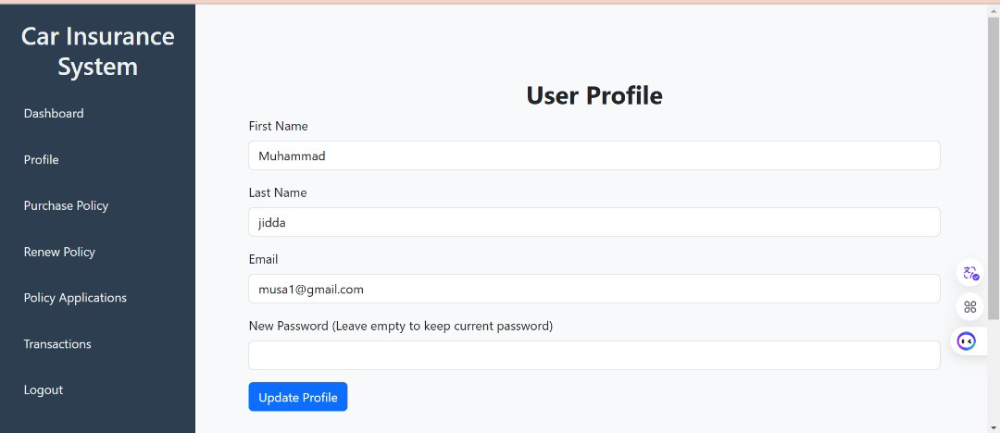 Car Insurance
System
Dashboard
Profile
Purchase Policy
Renew Policy
Policy Applications
Transactions
Logout
User Profile
First Name
Muhammad
Last Name
jidda
Email
musa1@gmail.com
New Password (Leave empty to keep current password)
Update Profile